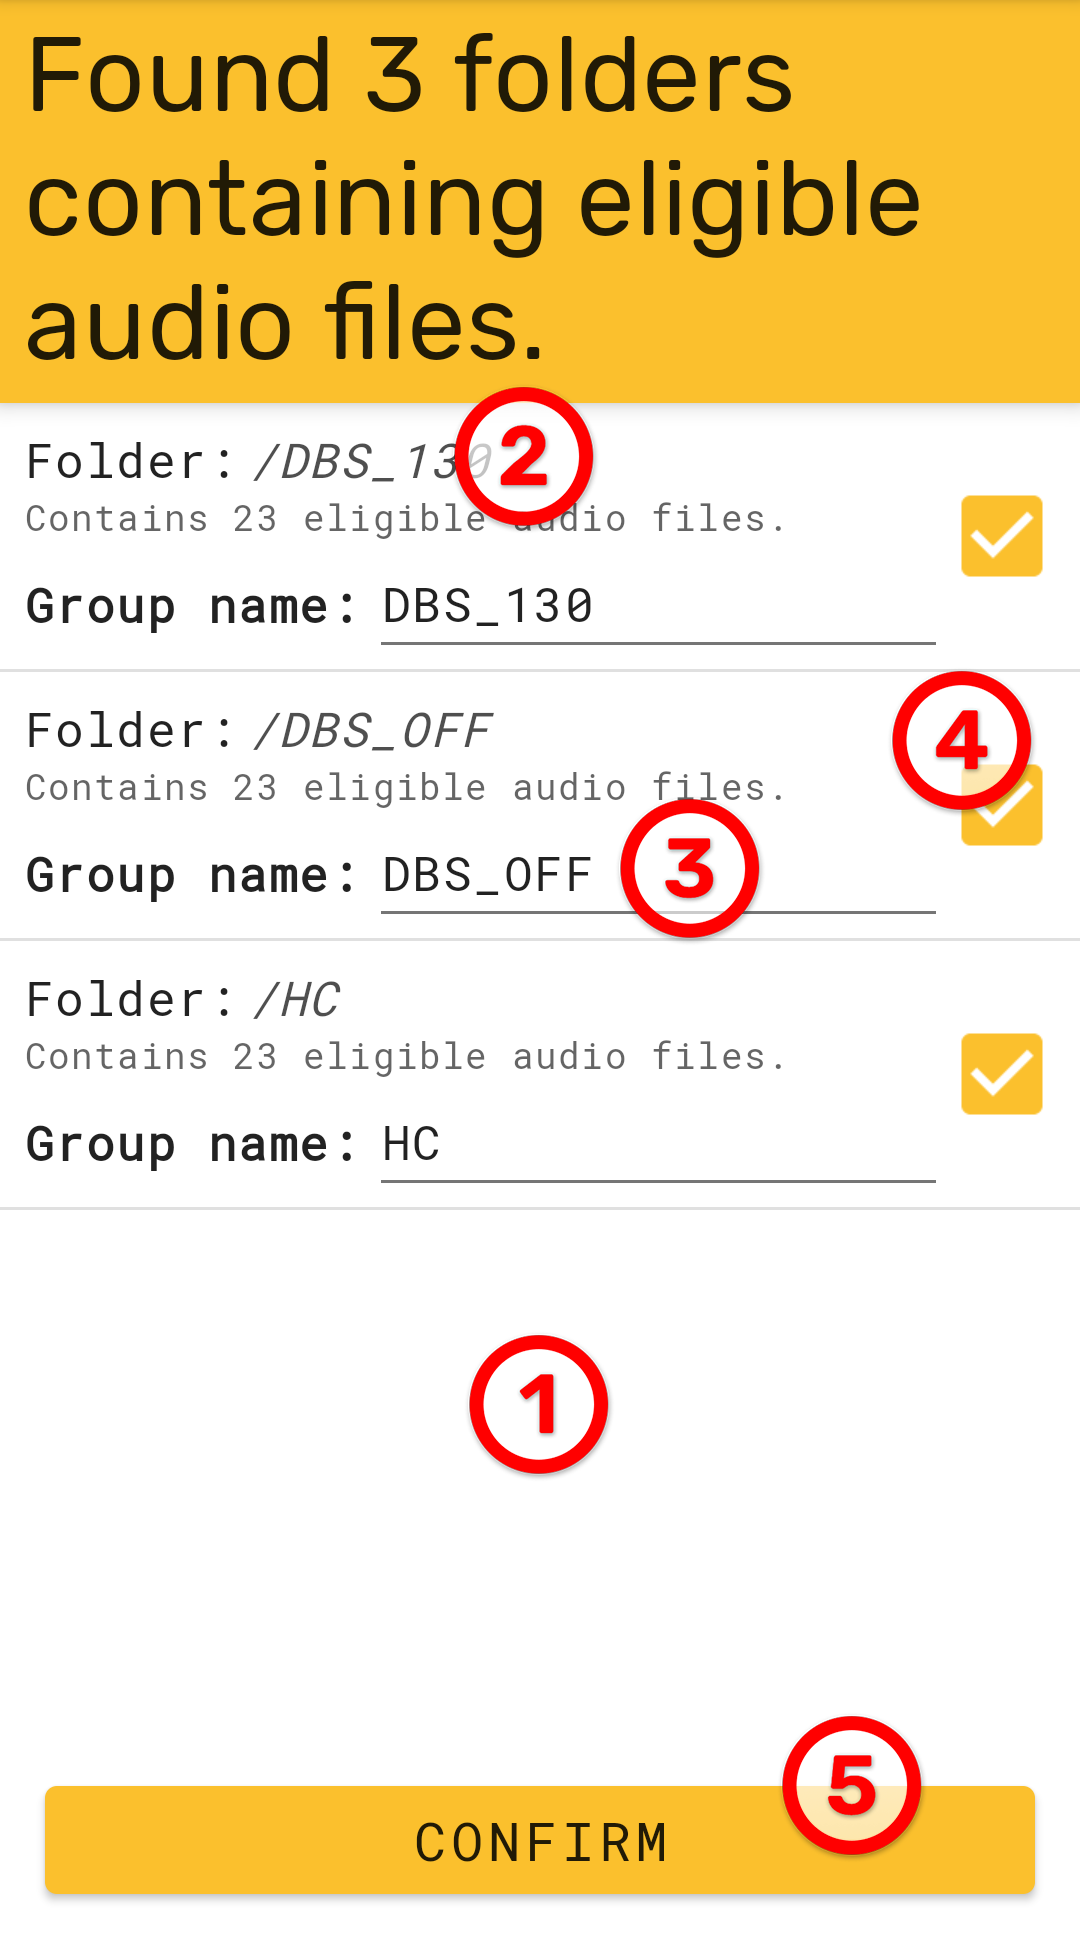 Found 3 folders
containing eligible
audio files.
Folder: /DBS_130
2
Contains 23 eligible audio files.
Group name: DBS_130
Folder: /DBS_OFF
4
Contains 23 eligible audio files.
Group name: DBS_OFF
3
Folder: /HC
Contains 23 eligible audio files.
Group name: HC
1
5
CONFIRM